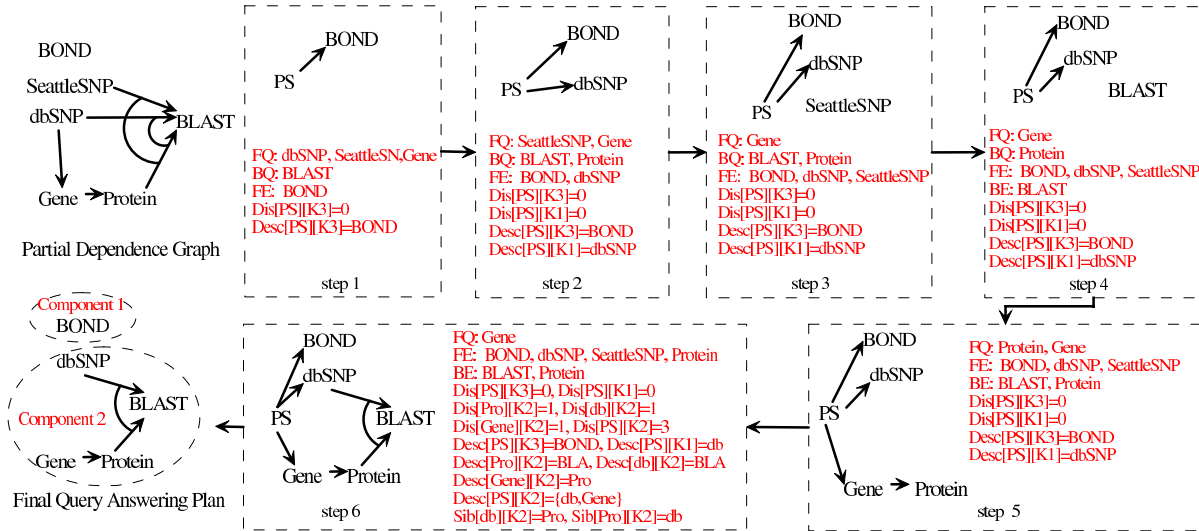 BOND
SeattleSNP
dbSNP
BLAST
Gene
Protein
Partial Dependence Graph
BOND
PS
FQ: dbSNP, SeattleSN,Gene
BQ: BLAST
FE: BOND
Dis[PS][K3]=0
Desc[PS][K3]=BOND
step 1
BOND
PS
dbSNP
FQ: SeattleSNP, Gene
BQ: BLAST, Protein
FE: BOND, dbSNP
Dis[PS][K3]=0
Dis[PS][K1]=0
Desc[PS][K3]=BOND
Desc[PS][K1]=dbSNP
step 2
BOND
dbSNP
PS
SeattleSNP
FQ: Gene
BQ: BLAST, Protein
FE: BOND, dbSNP, SeattleSNP
Dis[PS][K3]=0
Dis[PS][K1]=0
Desc[PS][K3]=BOND
Desc[PS][K1]=dbSNP
step 3
BOND
dbSNP
PS
BLAST
FQ: Gene
BQ: Protein
FE: BOND, dbSNP, SeattleSNP
BE: BLAST
Dis[PS][K3]=0
Dis[PS][K1]=0
Desc[PS][K3]=BOND
Desc[PS][K1]=dbSNP
step 4
BOND
dbSNP
PS
Gene
Protein
FQ: Protein, Gene
FE: BOND, dbSNP, SeattleSNP
BE: BLAST, Protein
Dis[PS][K3]=0
Dis[PS][K1]=0
Desc[PS][K3]=BOND
Desc[PS][K1]=dbSNP
step 5
BOND
dbSNP
PS
BLAST
Gene
Protein
FQ: Gene
FE: BOND, dbSNP, SeattleSNP, Protein
BE: BLAST, Protein
Dis[PS][K3]=0, Dis[PS][K1]=0
Dis[Pro][K2]=1, Dis[db][K2]=1
Dis[Gene][K2]=1, Dis[PS][K2]=3
Desc[PS][K3]=BOND, Desc[PS][K1]=db
Desc[Pro][K2]=BLA, Desc[db][K2]=BLA
Desc[Gene][K2]=Pro
Desc[PS][K2]={db,Gene}
Sib[db][K2]=Pro, Sib[Pro][K2]=db
step 6
Component 1
BOND
dbSNP
BLAST
Component 2
Gene
Protein
Final Query Answering Plan